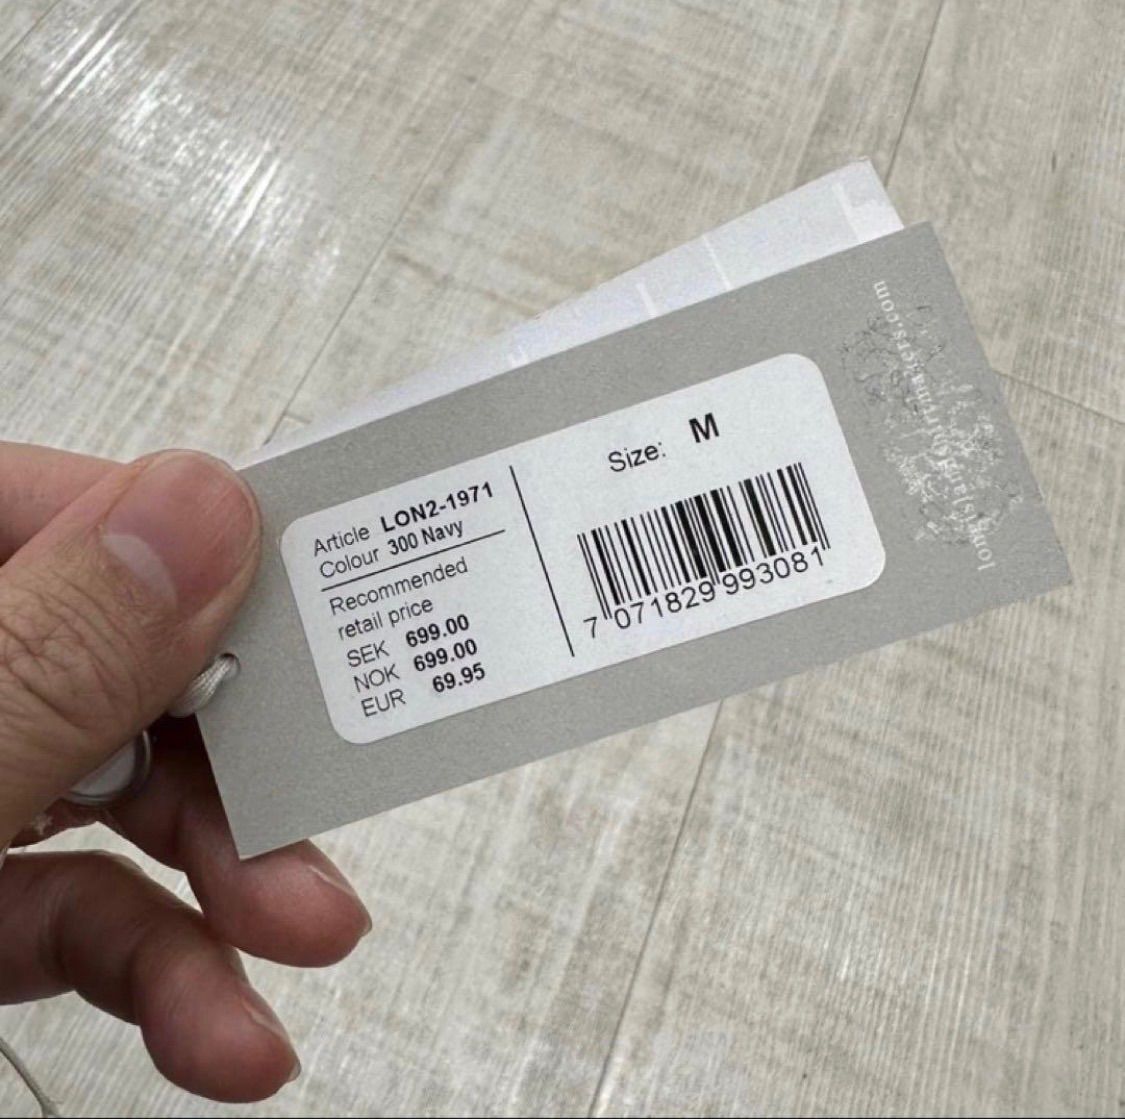 Article LON2-1971
Colour 300 Navy
Recommended
retail price
SEK 699.00
NOK 699.00
EUR 69.95
Size: M
7 071829 993081